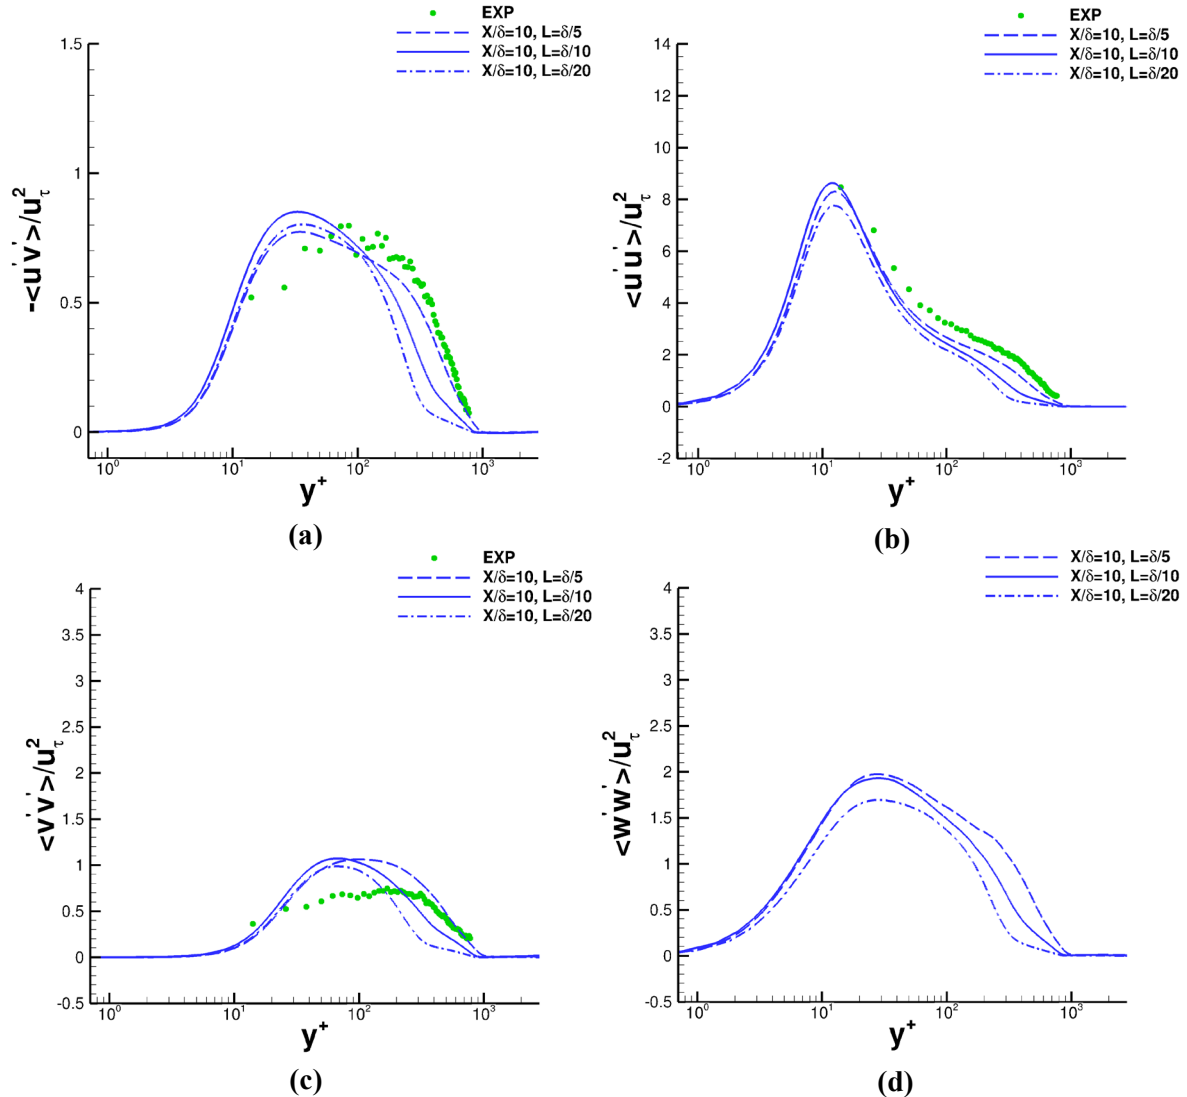 EXP
X/δ=10, L=δ/5
X/δ=10, L=δ/10
X/δ=10, L=δ/20
1.5
1
0.5
0
10⁰
10¹
10²
10³
-<u'v'>/u²τ
y⁺
(a)
EXP
X/δ=10, L=δ/5
X/δ=10, L=δ/10
X/δ=10, L=δ/20
14
12
10
8
6
4
2
0
-2
10⁰
10¹
10²
10³
<u'u'>/u²τ
y⁺
(b)
EXP
X/δ=10, L=δ/5
X/δ=10, L=δ/10
X/δ=10, L=δ/20
4
3.5
3
2.5
2
1.5
1
0.5
0
-0.5
10⁰
10¹
10²
10³
<v'v'>/u²τ
y⁺
(c)
X/δ=10, L=δ/5
X/δ=10, L=δ/10
X/δ=10, L=δ/20
4
3.5
3
2.5
2
1.5
1
0.5
0
-0.5
10⁰
10¹
10²
10³
<w'w'>/u²τ
y⁺
(d)